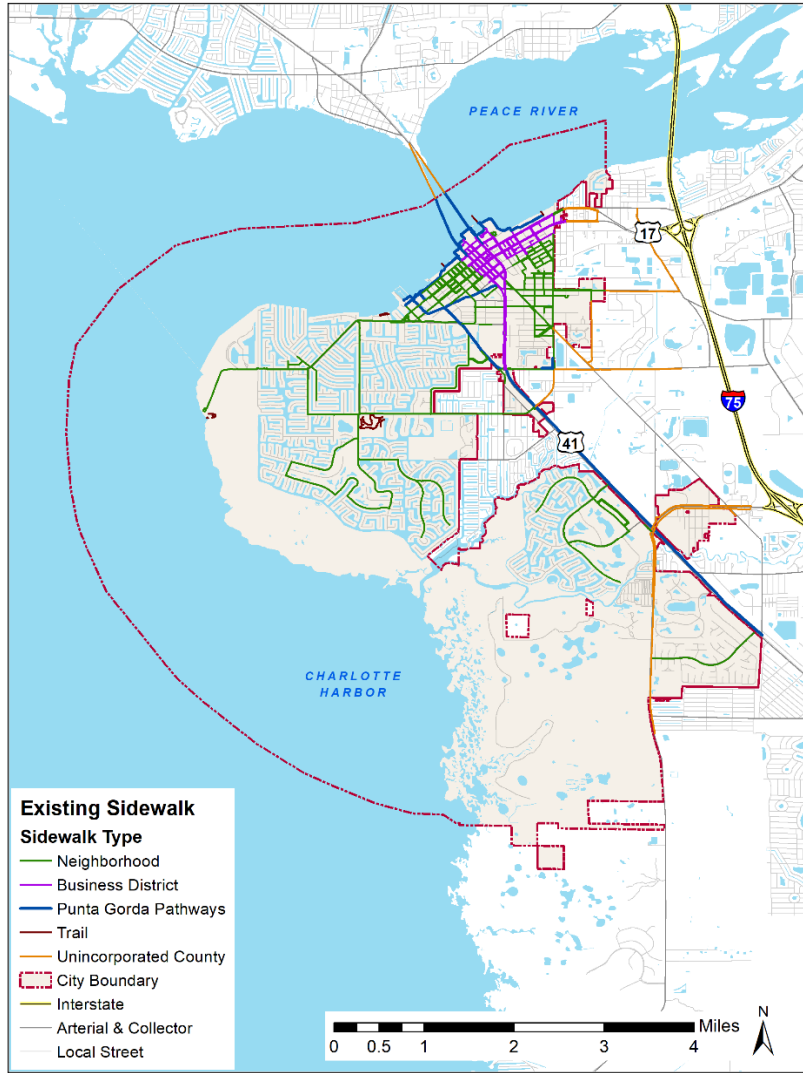 PEACE RIVER
17
75
41
CHARLOTTE
HARBOR
Existing Sidewalk
Sidewalk Type
Neighborhood
Business District
Punta Gorda Pathways
Trail
Unincorporated County
City Boundary
Interstate
Arterial & Collector
Local Street
Miles
0 0.5 1 2 3 4
N